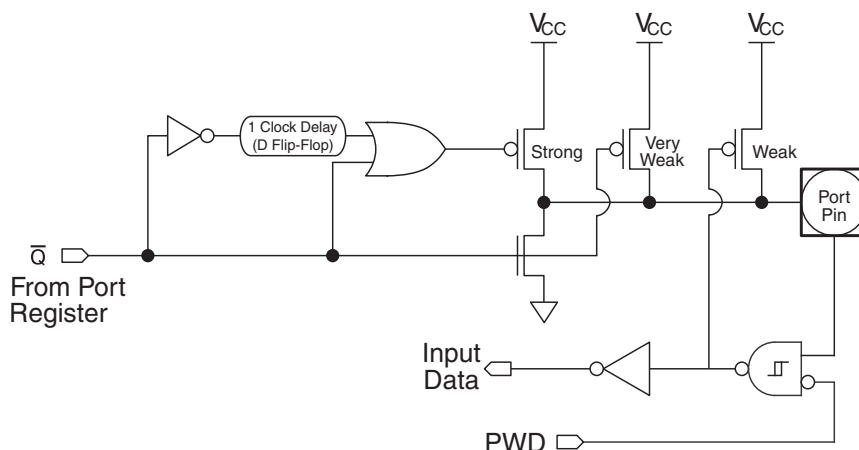 VCC
VCC
VCC
1 Clock Delay
(D Flip-Flop)
Strong
Very
Weak
Weak
Port
Pin
Q̅
From Port
Register
Input
Data
PWD